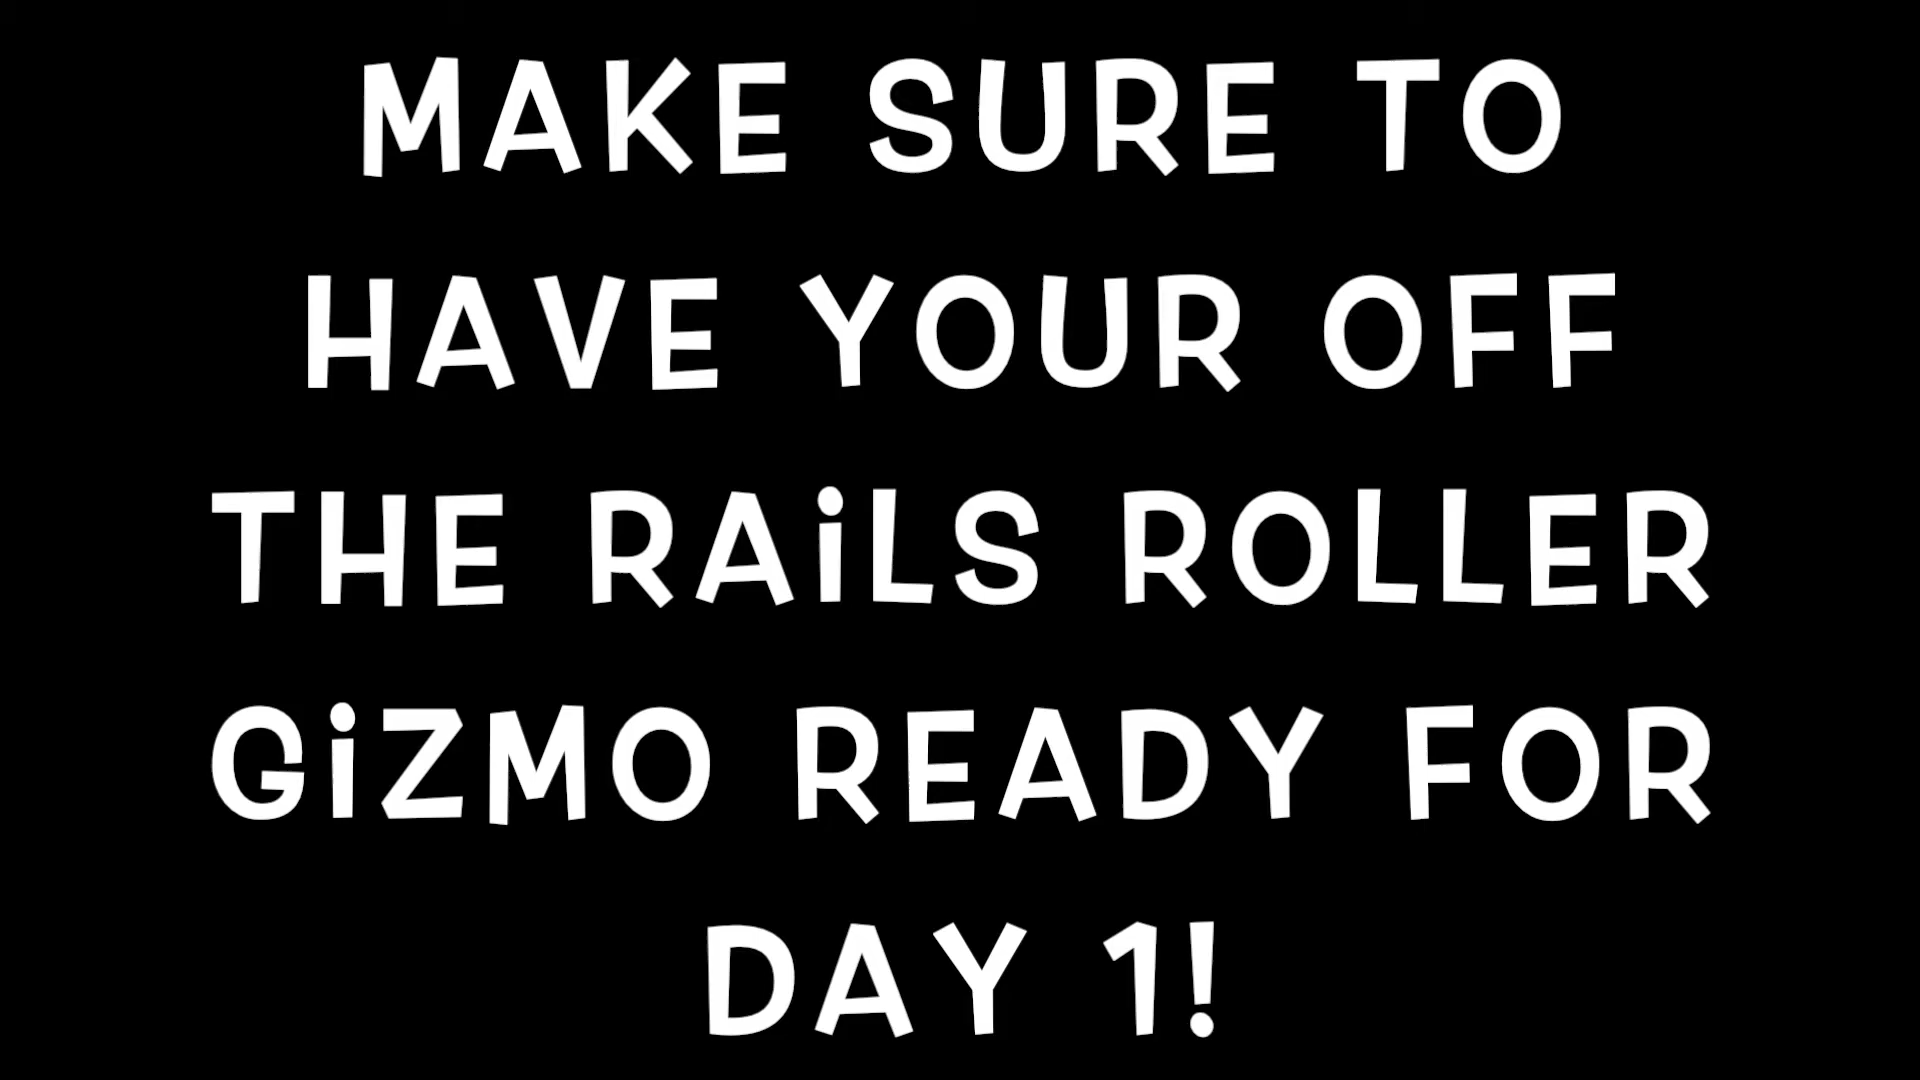 MAKE SURE TO
HAVE YOUR OFF
THE RAiLS ROLLER
GiZMO READY FOR
DAY 1!